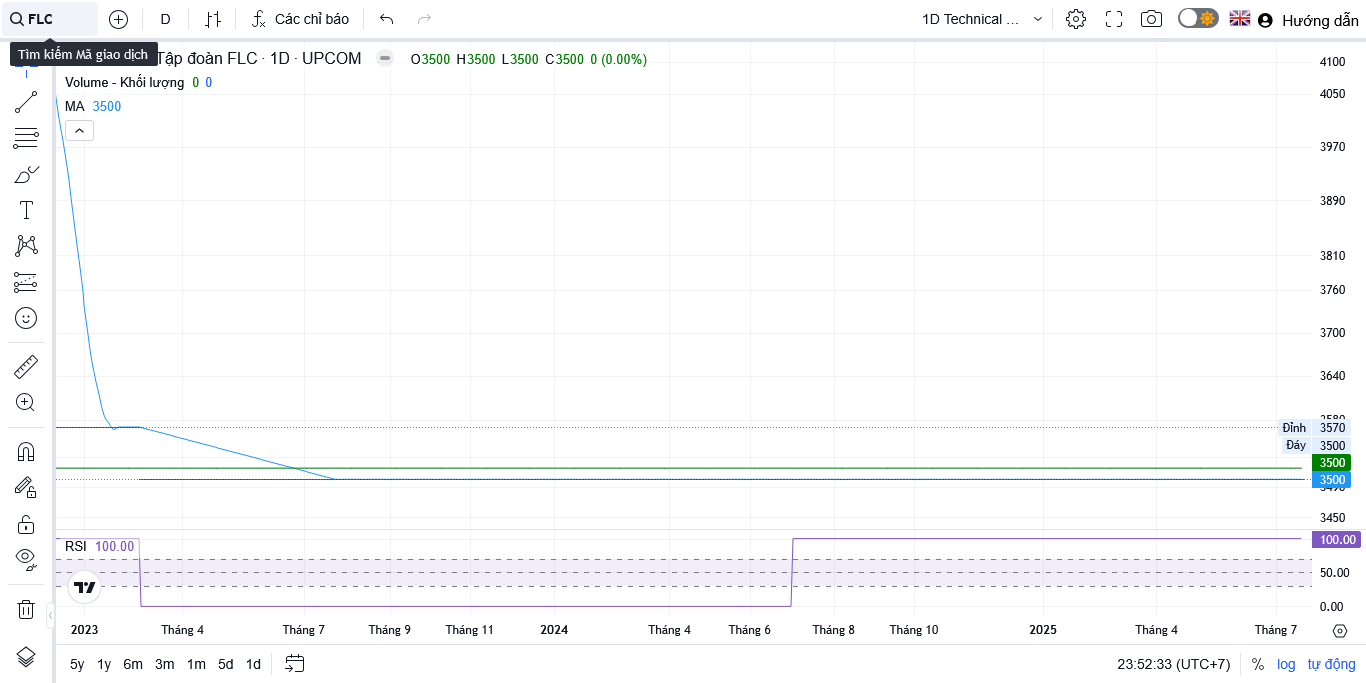 FLC D Các chỉ báo 1D Technical ... Hướng dẫn
Tìm kiếm Mã giao dịch
Tập đoàn FLC · 1D · UPCOM O3500 H3500 L3500 C3500 0 (0.00%)
Volume - Khối lượng 0 0
MA 3500
4100
4050
3970
3890
3810
3760
3700
3640
3580
Đỉnh 3570
Đáy 3500
3500
3500
3490
3450
RSI 100.00
100.00
50.00
0.00
2023 Tháng 4 Tháng 7 Tháng 9 Tháng 11 2024 Tháng 4 Tháng 6 Tháng 8 Tháng 10 2025 Tháng 4 Tháng 7
5y 1y 6m 3m 1m 5d 1d 23:52:33 (UTC+7) % log tự động